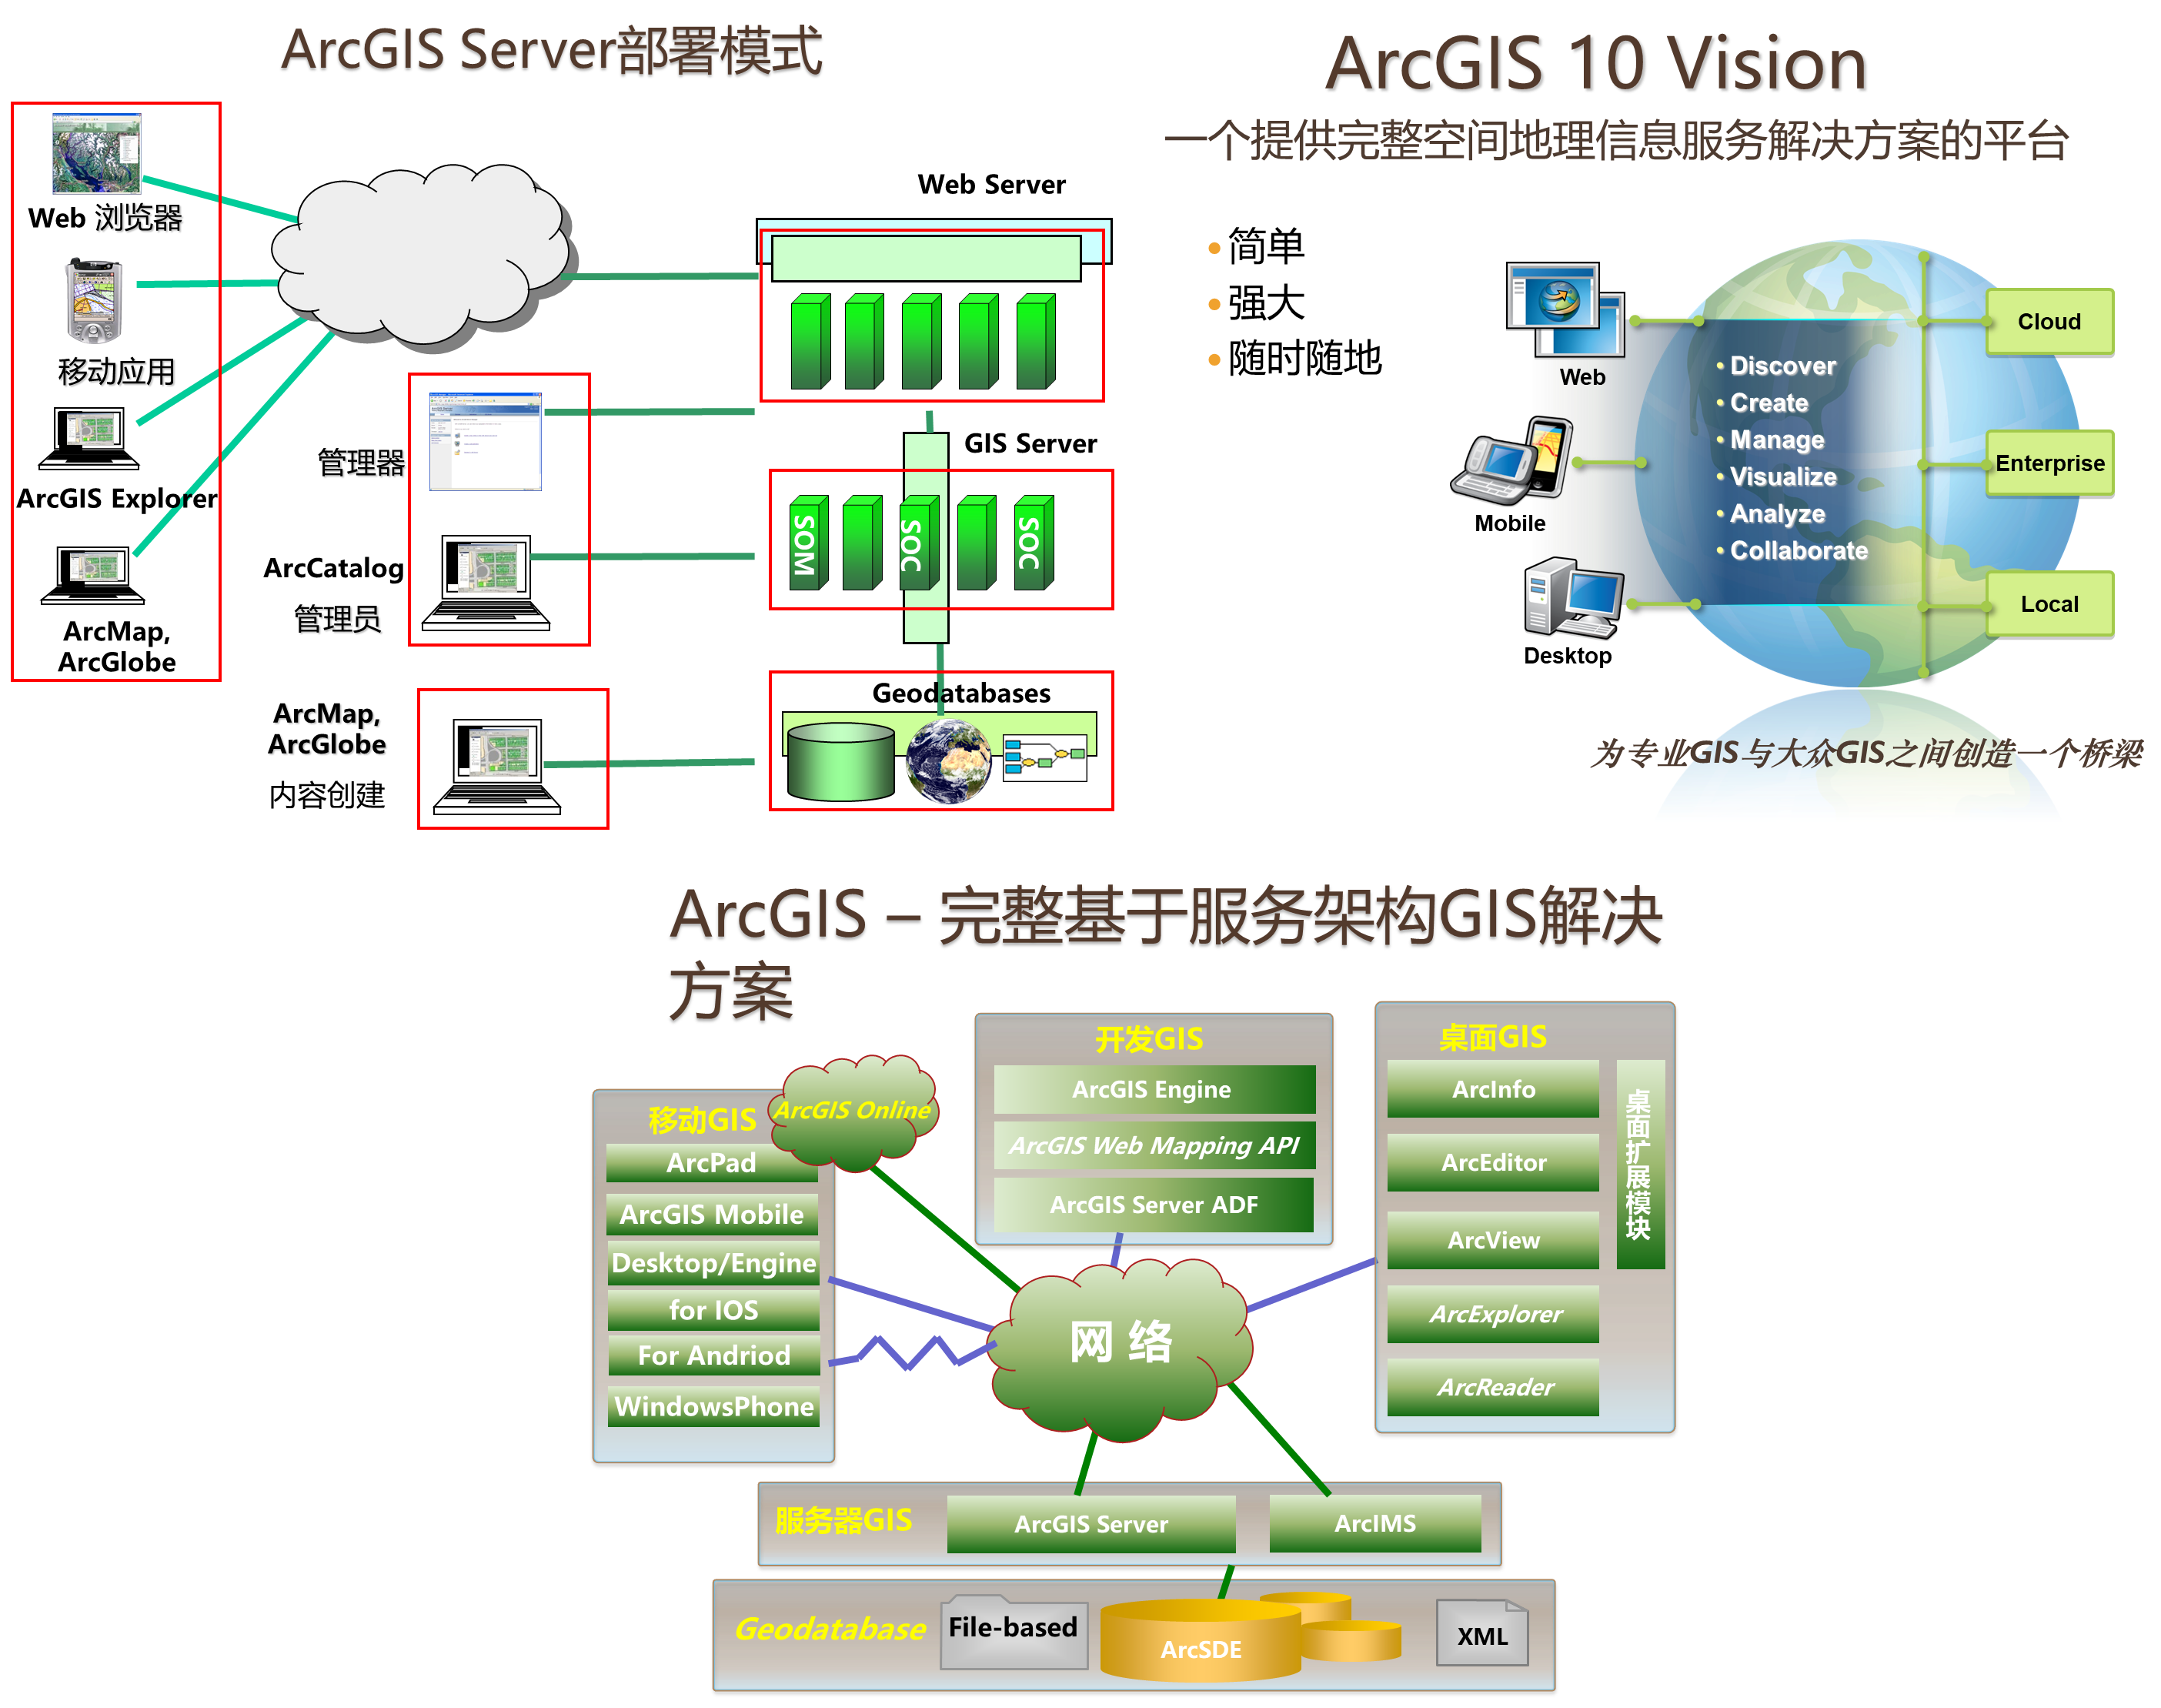 ArcGIS Server部署模式
Web 浏览器
移动应用
ArcGIS Explorer
ArcMap,
ArcGlobe
管理器
ArcCatalog
管理员
ArcMap,
ArcGlobe
内容创建
Web Server
GIS Server
SOM
SOC
SOC
Geodatabases
ArcGIS 10 Vision
一个提供完整空间地理信息服务解决方案的平台
•简单
•强大
•随时随地
Web
Mobile
Desktop
• Discover
• Create
• Manage
• Visualize
• Analyze
• Collaborate
Cloud
Enterprise
Local
为专业GIS与大众GIS之间创造一个桥梁
ArcGIS – 完整基于服务架构GIS解决
方案
移动GIS
ArcPad
ArcGIS Mobile
Desktop/Engine
for IOS
For Andriod
WindowsPhone
ArcGIS Online
开发GIS
ArcGIS Engine
ArcGIS Web Mapping API
ArcGIS Server ADF
桌面GIS
ArcInfo
ArcEditor
ArcView
ArcExplorer
ArcReader
桌面扩展模块
网 络
服务器GIS
ArcGIS Server
ArcIMS
Geodatabase
File-based
ArcSDE
XML